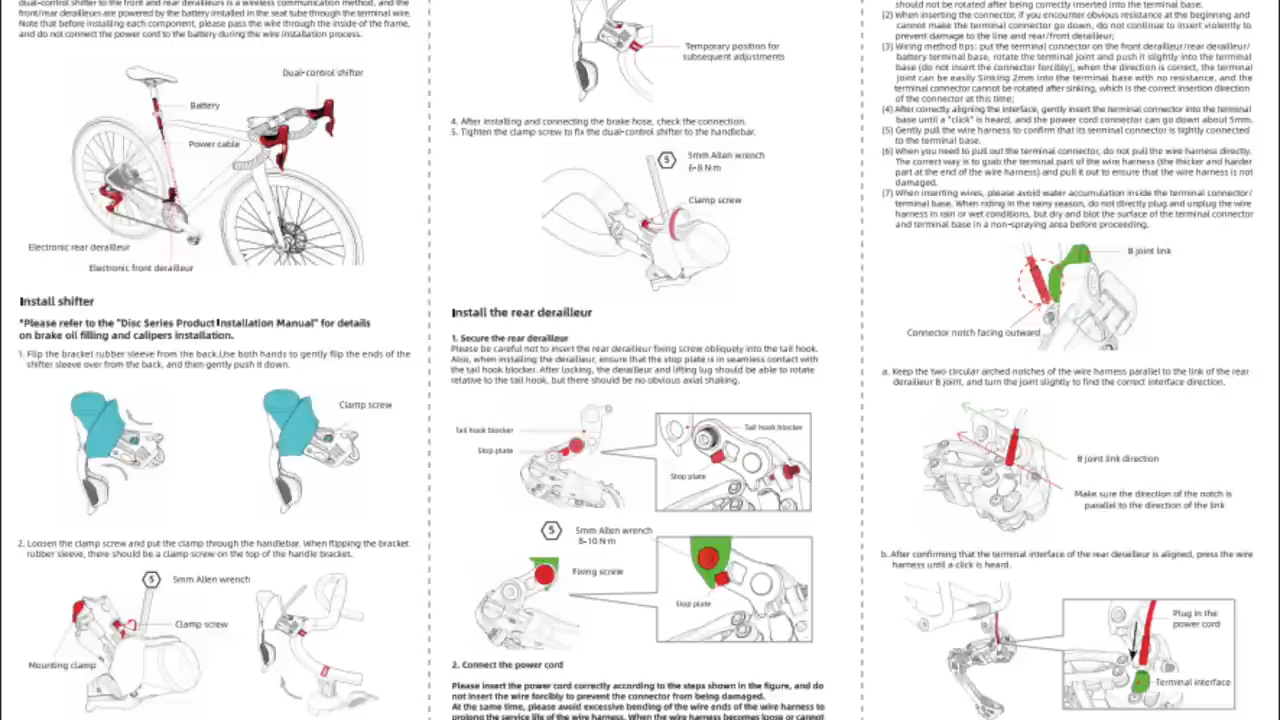 dual-control shifter to the front and rear derailleurs is a wireless communication method, and the
front/rear derailleurs are powered by the battery installed in the seat tube through the terminal wire.
Note that before installing each component, please pass the wire through the inside of the frame,
and do not connect the power cord to the battery during the wire installation process.
Dual-control shifter
Battery
Power cable
Electronic rear derailleur
Electronic front derailleur
Install shifter
*Please refer to the "Disc Series Product Installation Manual" for details
on brake oil filling and calipers installation.
1. Flip the bracket rubber sleeve from the back.Use both hands to gently flip the ends of the
shifter sleeve over from the back, and then gently push it down.
Clamp screw
2. Loosen the clamp screw and put the clamp through the handlebar. When flipping the bracket
rubber sleeve, there should be a clamp screw on the top of the handle bracket.
5
5mm Allen wrench
Clamp screw
Mounting clamp
Temporary position for
subsequent adjustments
4. After installing and connecting the brake hose, check the connection.
5. Tighten the clamp screw to fix the dual-control shifter to the handlebar.
5
5mm Allen wrench
6-8 N·m
Clamp screw
Install the rear derailleur
1. Secure the rear derailleur
Please be careful not to insert the rear derailleur fixing screw obliquely into the tail hook.
Also, when installing the derailleur, ensure that the stop plate is in seamless contact with
the tail hook blocker. After locking, the derailleur and lifting lug should be able to rotate
relative to the tail hook, but there should be no obvious axial shaking.
Tail hook blocker
Stop plate
Tail hook blocker
Stop plate
5
5mm Allen wrench
8-10 N·m
Fixing screw
Stop plate
2. Connect the power cord
Please insert the power cord correctly according to the steps shown in the figure, and do
not insert the wire forcibly to prevent the connector from being damaged.
At the same time, please avoid excessive bending of the wire ends of the wire harness to
prolong the service life of the wire harness. When the wire harness becomes loose or cannot
should not be rotated after being correctly inserted into the terminal base.
(2) When inserting the connector, if you encounter obvious resistance at the beginning and
cannot make the terminal connector go down, do not continue to insert violently to
prevent damage to the line and rear/front derailleur;
(3) Wiring method tips: put the terminal connector on the front derailleur/rear derailleur/
battery terminal base, rotate the terminal joint and push it slightly into the terminal
base (do not insert the connector forcibly), when the direction is correct, the terminal
joint can be easily Sinking 2mm into the terminal base with no resistance, and the
terminal connector cannot be rotated after sinking, which is the correct insertion direction
of the connector at this time;
(4) After correctly aligning the interface, gently insert the terminal connector into the terminal
base until a "click" is heard, and the power cord connector can go down about 5mm.
(5) Gently pull the wire harness to confirm that its terminal connector is tightly connected
to the terminal base.
(6) When you need to pull out the terminal connector, do not pull the wire harness directly.
The correct way is to grab the terminal part of the wire harness (the thicker and harder
part at the end of the wire harness) and pull it out to ensure that the wire harness is not
damaged.
(7) When inserting wires, please avoid water accumulation inside the terminal connector/
terminal base. When riding in the rainy season, do not directly plug and unplug the wire
harness in rain or wet conditions, but dry and blot the surface of the terminal connector
and terminal base in a non-spraying area before proceeding.
B joint link
Connector notch facing outward
a. Keep the two circular arched notches of the wire harness parallel to the link of the rear
derailleur B joint, and turn the joint slightly to find the correct interface direction.
B joint link direction
Make sure the direction of the notch is
parallel to the direction of the link
b. After confirming that the terminal interface of the rear derailleur is aligned, press the wire
harness until a click is heard.
Plug in the
power cord
Terminal interface